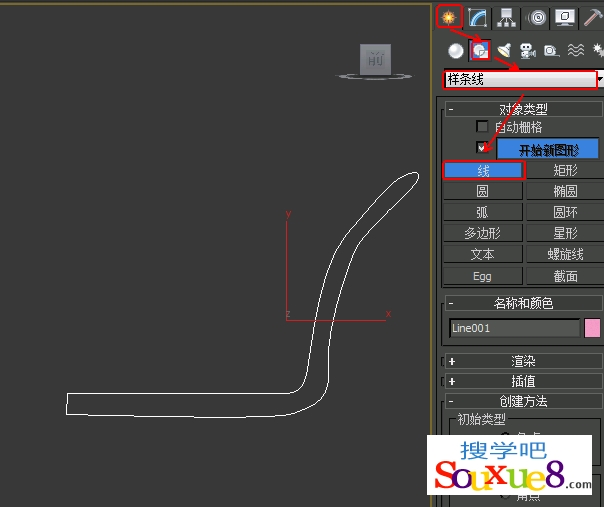 前
样条线
- 对象类型
自动栅格
开始新图形
线 矩形
圆 椭圆
弧 圆环
多边形 星形
文本 螺旋线
Egg 截面
- 名称和颜色
Line001
+ 渲染
+ 插值
- 创建方法
初始类型
角点
y
z
x
搜学吧
Souxue8.com